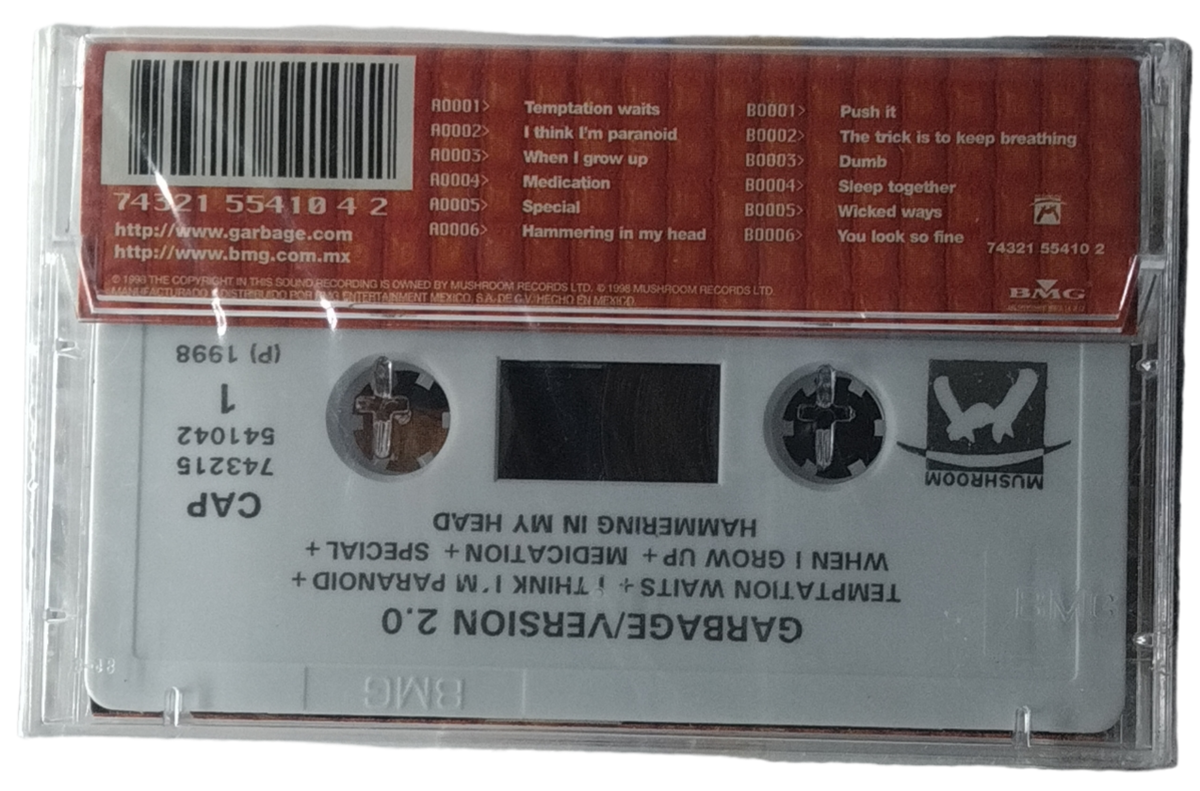 A0001> Temptation waits
A0002> I think I'm paranoid
A0003> When I grow up
A0004> Medication
A0005> Special
A0006> Hammering in my head
B0001> Push it
B0002> The trick is to keep breathing
B0003> Dumb
B0004> Sleep together
B0005> Wicked ways
B0006> You look so fine
74321 55410 4 2
http://www.garbage.com
http://www.bmg.com.mx
74321 55410 2
© 1998 THE COPYRIGHT IN THIS SOUND RECORDING IS OWNED BY MUSHROOM RECORDS LTD. ℗ 1998 MUSHROOM RECORDS LTD.
MANUFACTURADO Y DISTRIBUIDO POR BMG ENTERTAINMENT MEXICO, S.A. DE C.V. HECHO EN MEXICO.
BMG
BMG
GARBAGE/VERSION 2.0
TEMPTATION WAITS + I THINK I'M PARANOID +
WHEN I GROW UP + MEDICATION + SPECIAL +
HAMMERING IN MY HEAD
BMG
MUSHROOM
CAP
743215
541042
1
(P) 1998